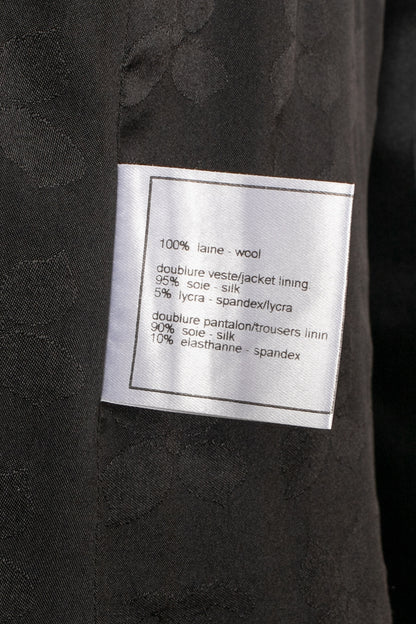 100% laine - wool
doublure veste/jacket lining
95% soie - silk
5% lycra - spandex/lycra
doublure pantalon/trousers linin
90% soie - silk
10% elasthanne - spandex